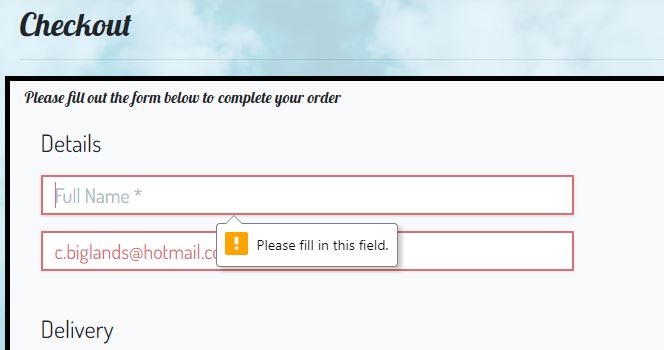 Checkout
Please fill out the form below to complete your order
Details
Full Name *
Please fill in this field.
c.biglands@hotmail.co
Delivery